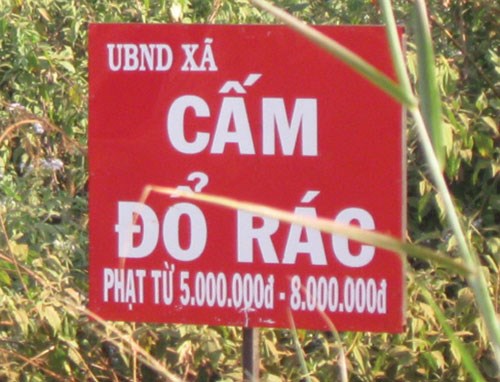 UBND XÃ
CẤM
ĐỔ RÁC
PHẠT TỪ 5.000.000đ - 8.000.000đ